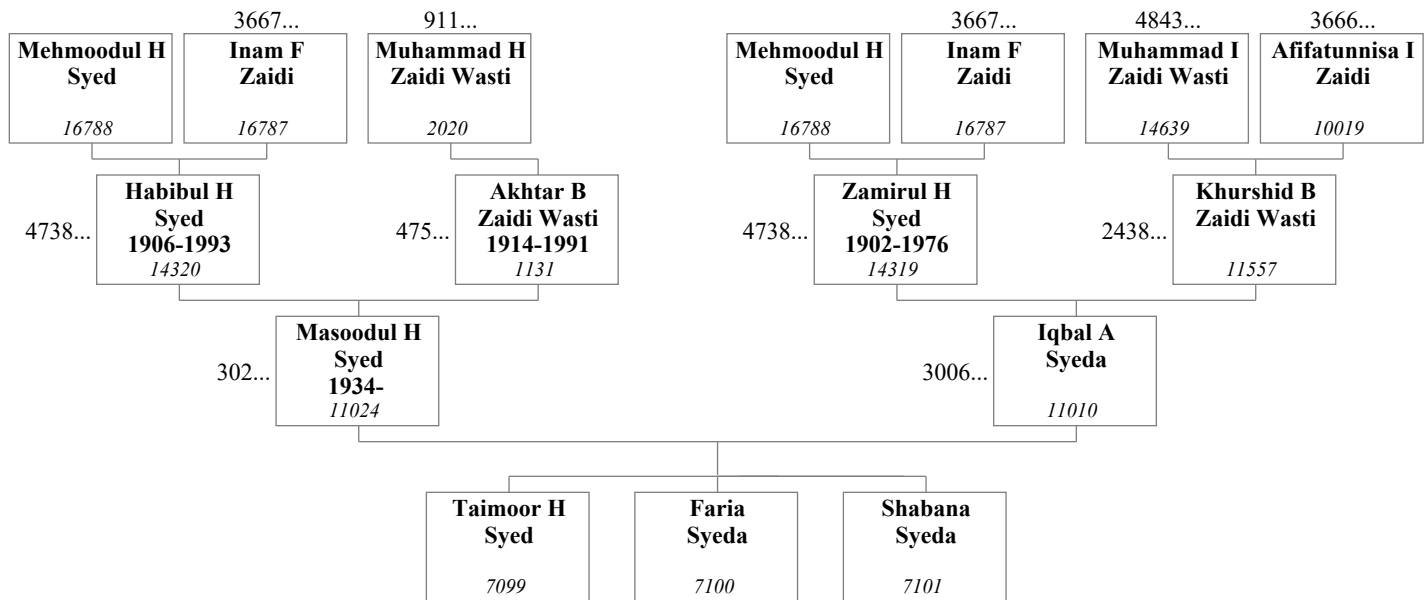 3667...
911...
3667...
4843...
3666...
Mehmoodul H
Syed
16788
Inam F
Zaidi
16787
Muhammad H
Zaidi Wasti
2020
Mehmoodul H
Syed
16788
Inam F
Zaidi
16787
Muhammad I
Zaidi Wasti
14639
Afifatunnisa I
Zaidi
10019
4738...
Habibul H
Syed
1906-1993
14320
475...
Akhtar B
Zaidi Wasti
1914-1991
1131
4738...
Zamirul H
Syed
1902-1976
14319
2438...
Khurshid B
Zaidi Wasti
11557
302...
Masoodul H
Syed
1934-
11024
3006...
Iqbal A
Syeda
11010
Taimoor H
Syed
7099
Faria
Syeda
7100
Shabana
Syeda
7101